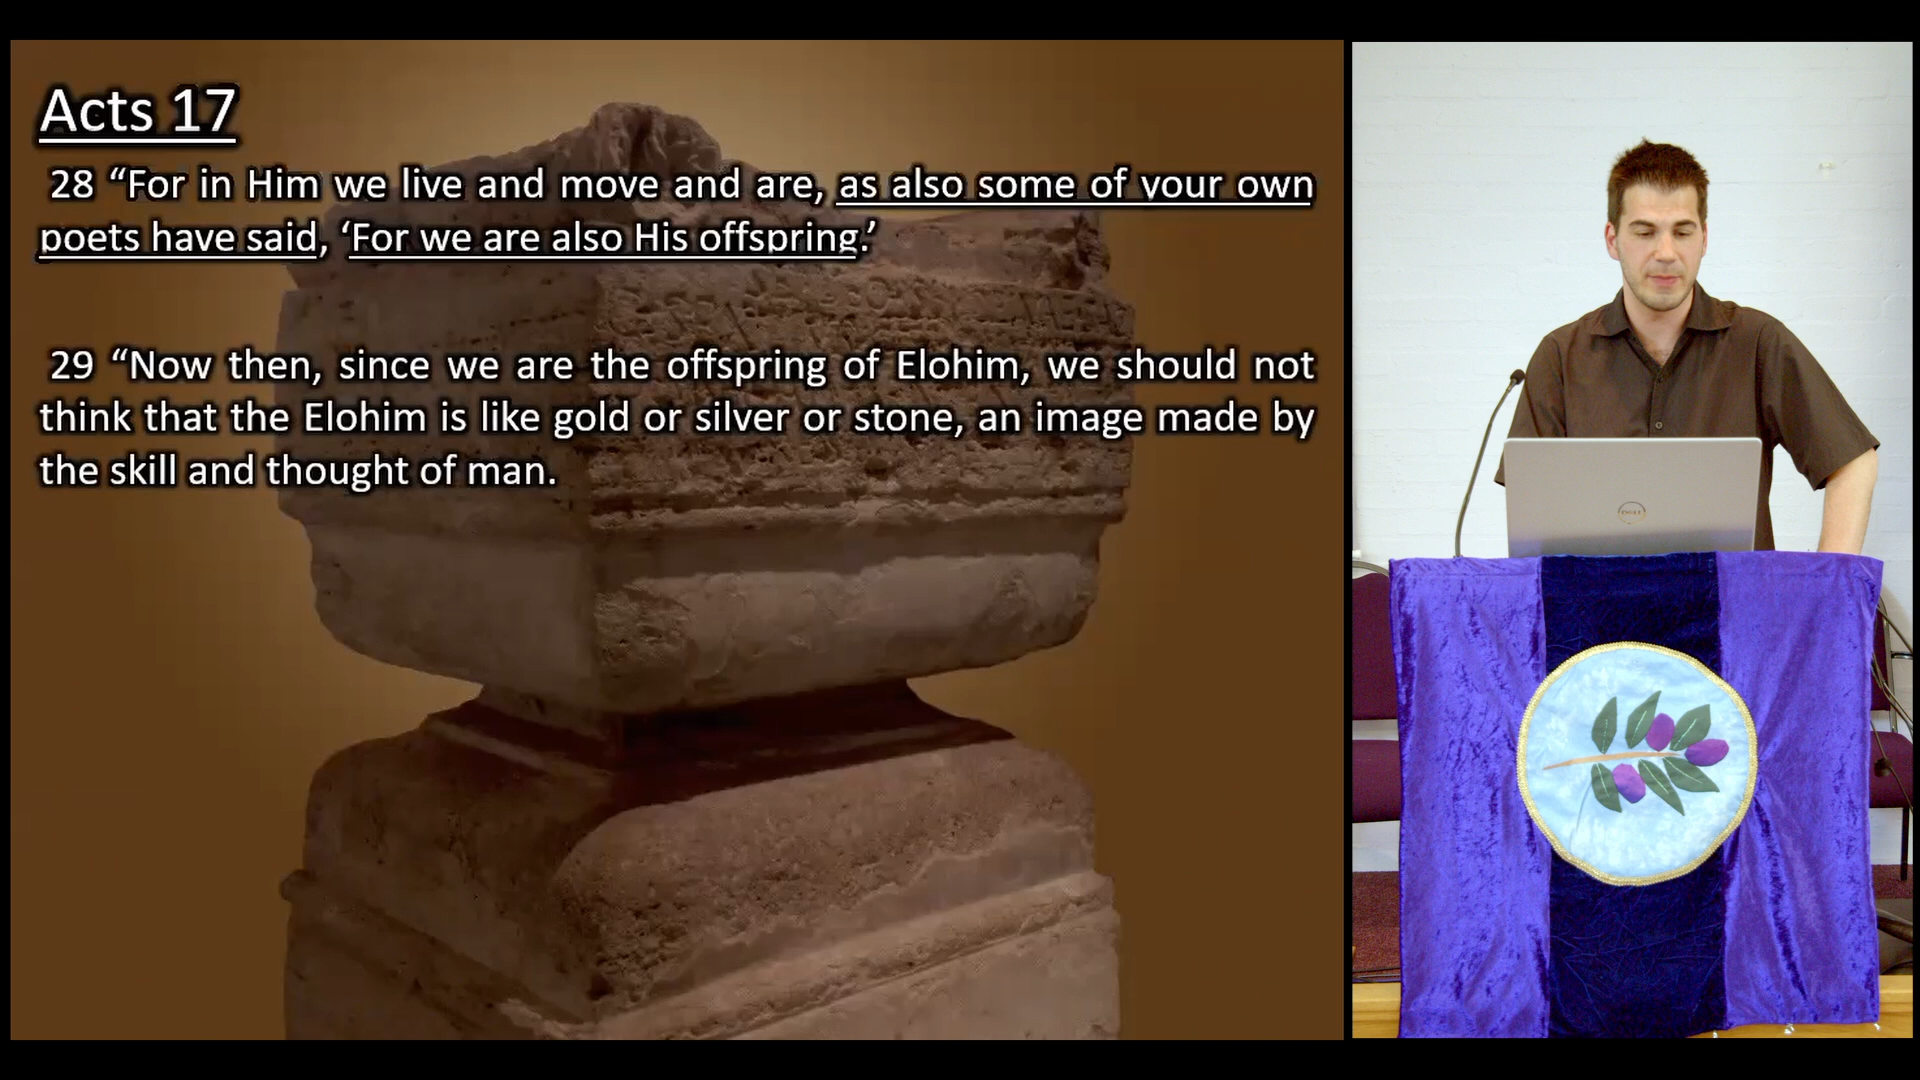 Acts 17
28 “For in Him we live and move and are, as also some of your own
poets have said, ‘For we are also His offspring.’
29 “Now then, since we are the offspring of Elohim, we should not
think that the Elohim is like gold or silver or stone, an image made by
the skill and thought of man.
DELL